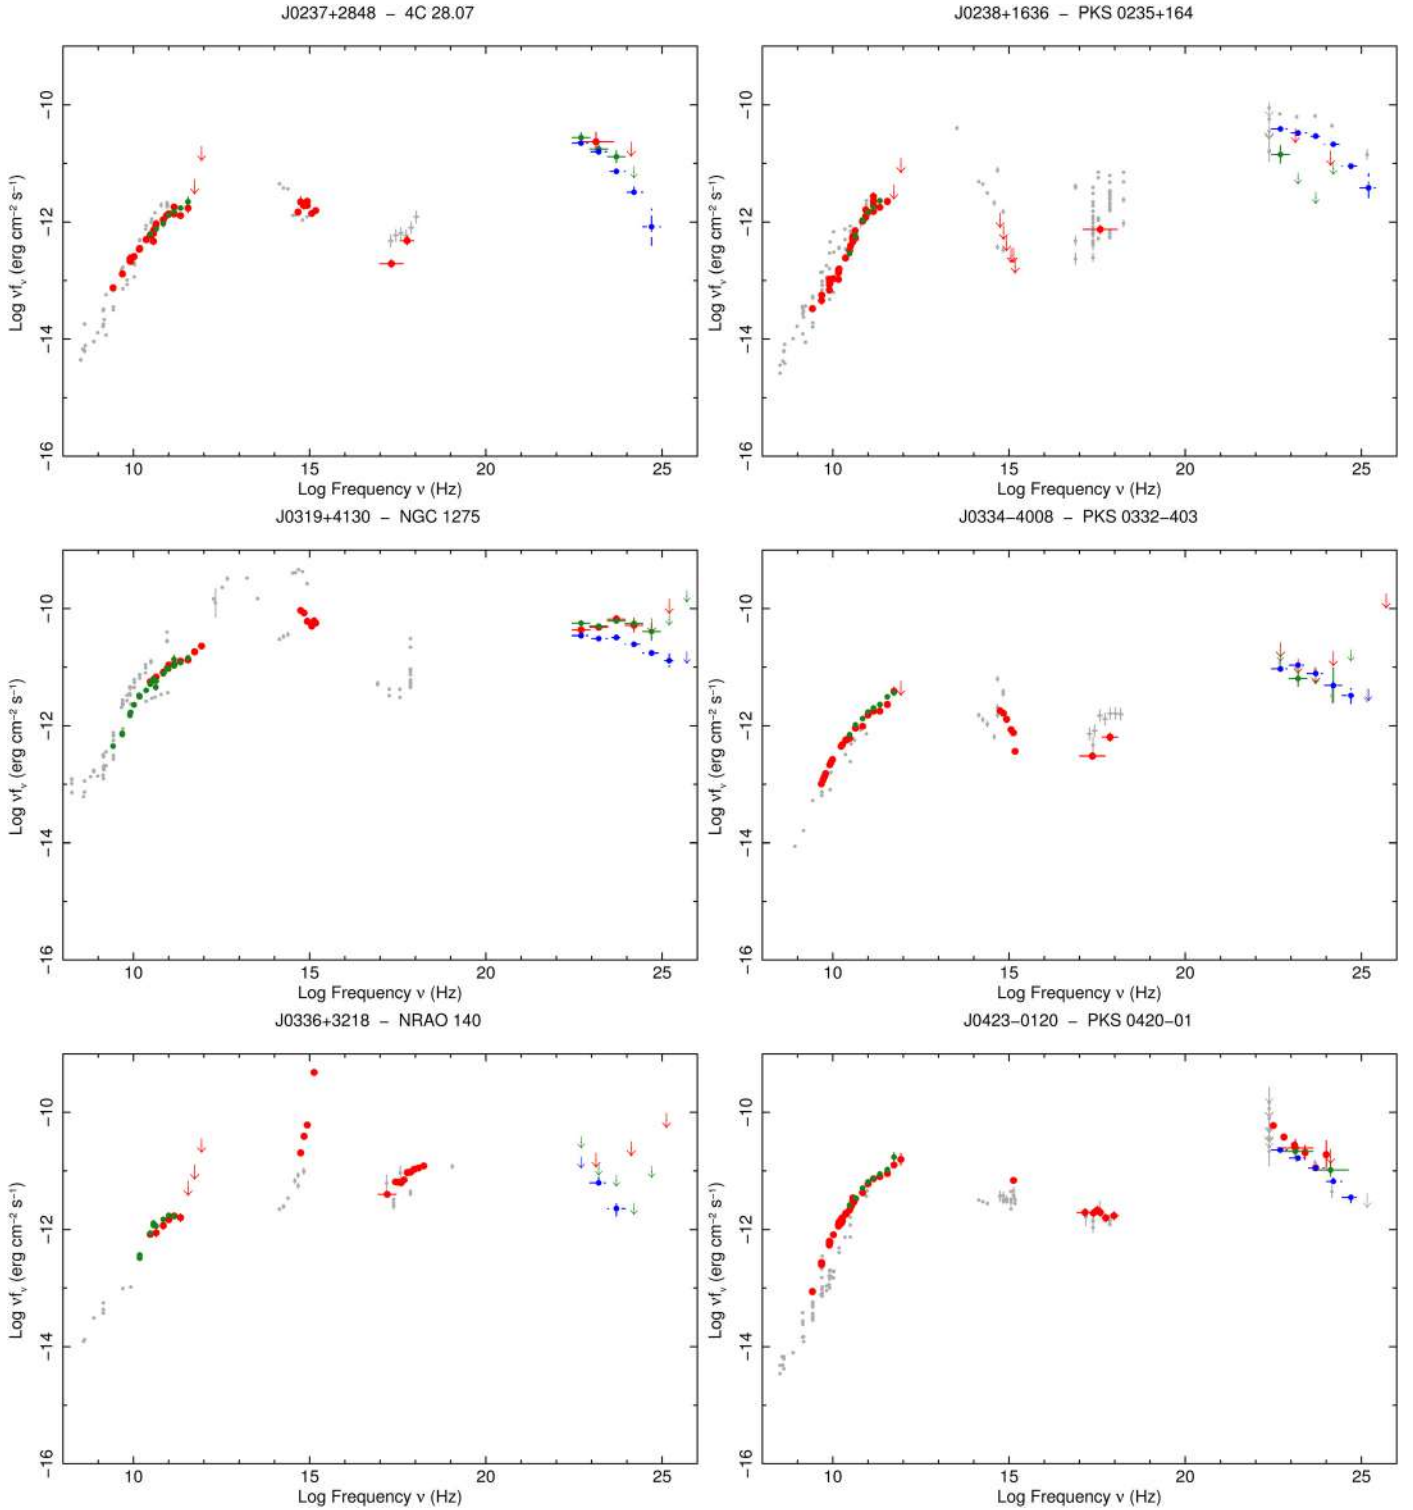 J0237+2848 – 4C 28.07
J0238+1636 – PKS 0235+164
Log νfν (erg cm−2 s−1)
−10
−12
−14
−16
10 15 20 25
Log Frequency ν (Hz)
Log νfν (erg cm−2 s−1)
−10
−12
−14
−16
10 15 20 25
Log Frequency ν (Hz)
J0319+4130 – NGC 1275
J0334−4008 – PKS 0332−403
Log νfν (erg cm−2 s−1)
−10
−12
−14
−16
10 15 20 25
Log Frequency ν (Hz)
Log νfν (erg cm−2 s−1)
−10
−12
−14
−16
10 15 20 25
Log Frequency ν (Hz)
J0336+3218 – NRAO 140
J0423−0120 – PKS 0420−01
Log νfν (erg cm−2 s−1)
−10
−12
−14
−16
10 15 20 25
Log Frequency ν (Hz)
Log νfν (erg cm−2 s−1)
−10
−12
−14
−16
10 15 20 25
Log Frequency ν (Hz)